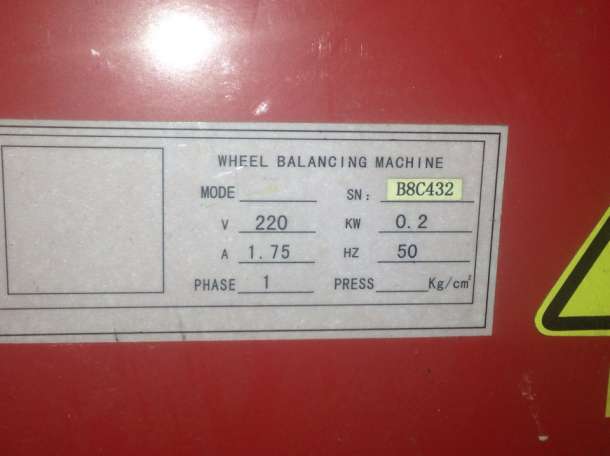 WHEEL BALANCING MACHINE
MODE SN: B8C432
V 220 KW 0.2
A 1.75 HZ 50
PHASE 1 PRESS Kg/cm²